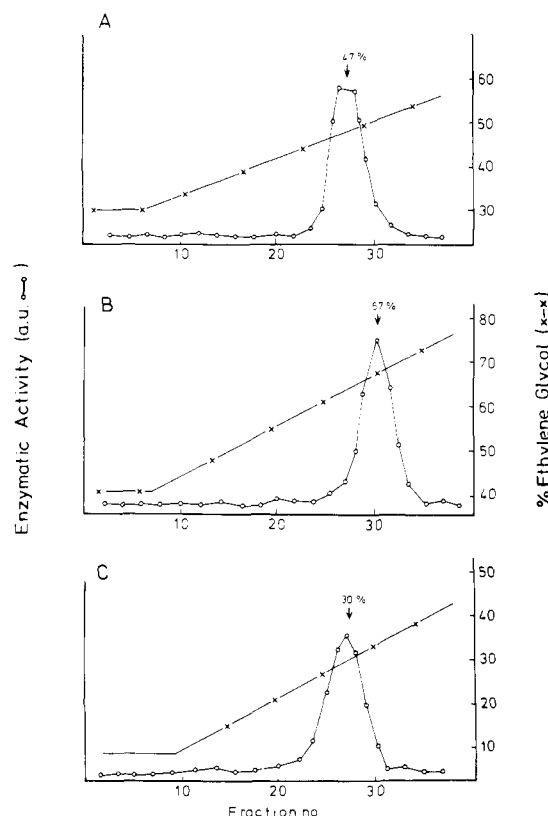 A
47 %
60
50
40
30
10 20 30
B
67 %
80
70
60
50
40
10 20 30
C
30 %
50
40
30
20
10
10 20 30
Fraction no
Enzymatic Activity (a.u. o—o)
% Ethylene Glycol (x—x)